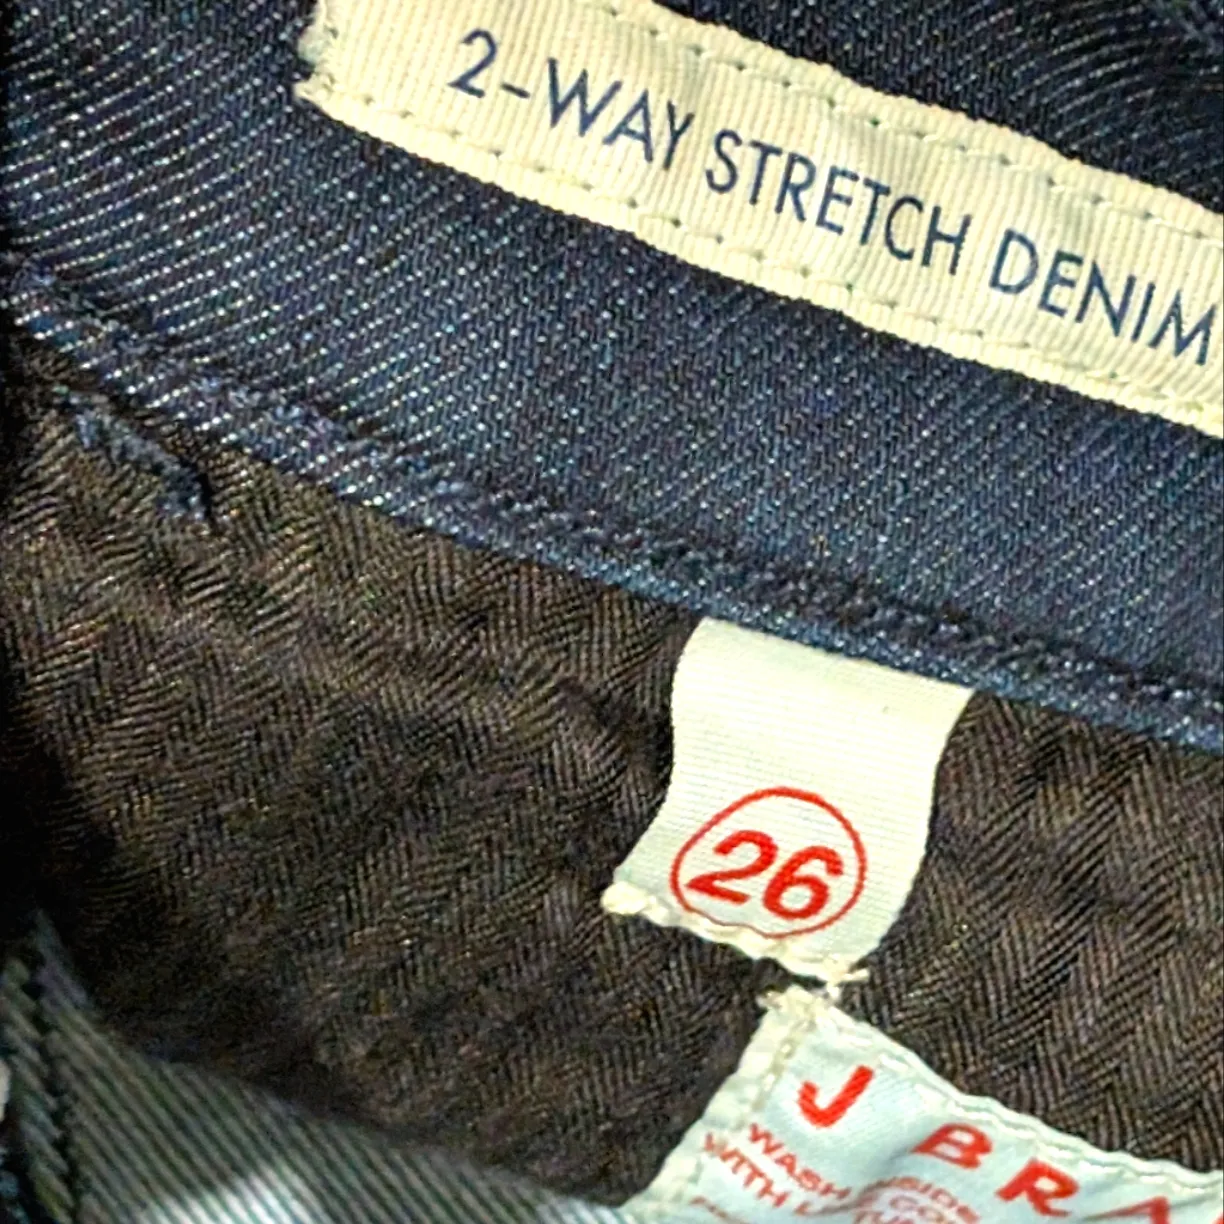 2-WAY STRETCH DENIM
26
J BRA
WASH
WITH